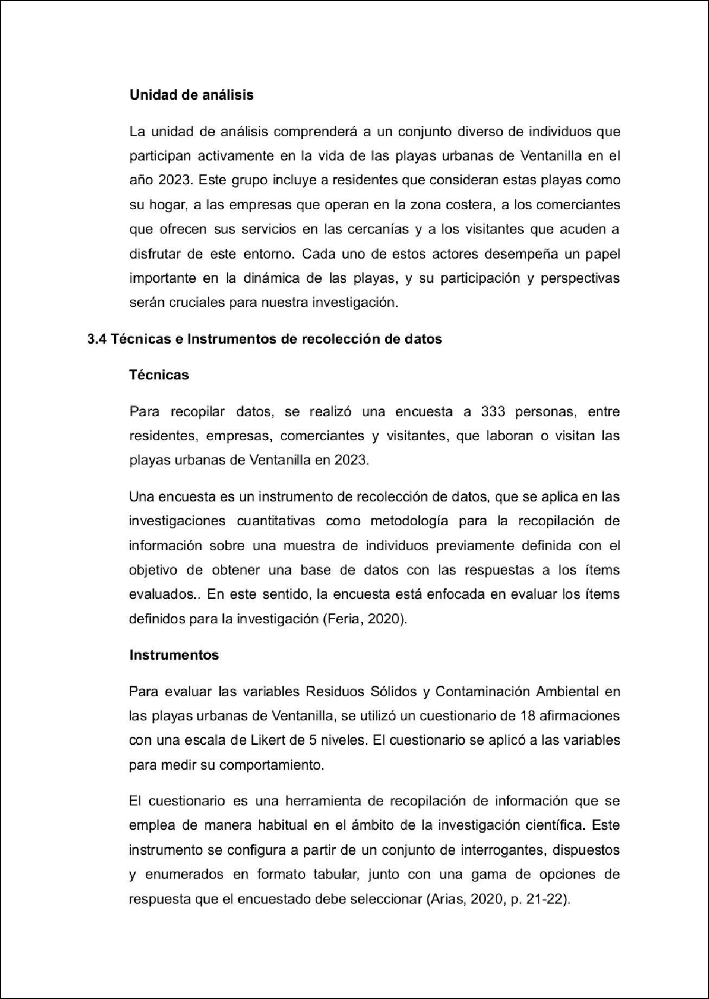 Unidad de análisis
La unidad de análisis comprenderá a un conjunto diverso de individuos que
participan activamente en la vida de las playas urbanas de Ventanilla en el
año 2023. Este grupo incluye a residentes que consideran estas playas como
su hogar, a las empresas que operan en la zona costera, a los comerciantes
que ofrecen sus servicios en las cercanías y a los visitantes que acuden a
disfrutar de este entorno. Cada uno de estos actores desempeña un papel
importante en la dinámica de las playas, y su participación y perspectivas
serán cruciales para nuestra investigación.
3.4 Técnicas e Instrumentos de recolección de datos
Técnicas
Para recopilar datos, se realizó una encuesta a 333 personas, entre
residentes, empresas, comerciantes y visitantes, que laboran o visitan las
playas urbanas de Ventanilla en 2023.
Una encuesta es un instrumento de recolección de datos, que se aplica en las
investigaciones cuantitativas como metodología para la recopilación de
información sobre una muestra de individuos previamente definida con el
objetivo de obtener una base de datos con las respuestas a los ítems
evaluados.. En este sentido, la encuesta está enfocada en evaluar los ítems
definidos para la investigación (Feria, 2020).
Instrumentos
Para evaluar las variables Residuos Sólidos y Contaminación Ambiental en
las playas urbanas de Ventanilla, se utilizó un cuestionario de 18 afirmaciones
con una escala de Likert de 5 niveles. El cuestionario se aplicó a las variables
para medir su comportamiento.
El cuestionario es una herramienta de recopilación de información que se
emplea de manera habitual en el ámbito de la investigación científica. Este
instrumento se configura a partir de un conjunto de interrogantes, dispuestos
y enumerados en formato tabular, junto con una gama de opciones de
respuesta que el encuestado debe seleccionar (Arias, 2020, p. 21-22).